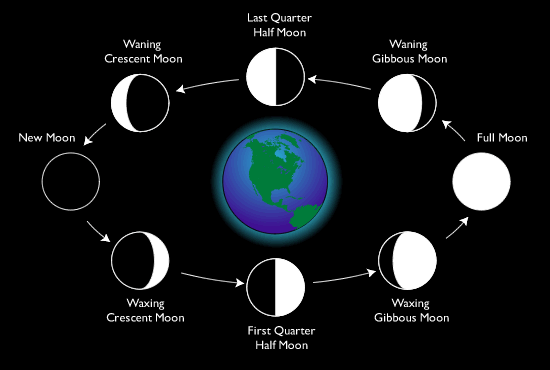 Last Quarter
Half Moon
Waning
Crescent Moon
Waning
Gibbous Moon
New Moon
Full Moon
Waxing
Crescent Moon
Waxing
Gibbous Moon
First Quarter
Half Moon